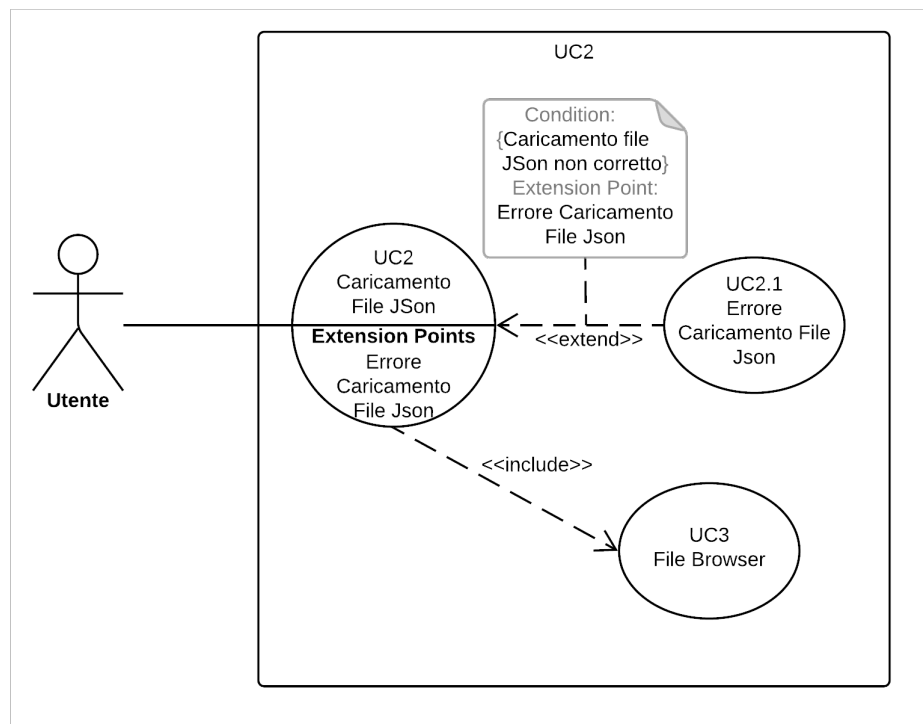 UC2
Condition:
{Caricamento file
JSon non corretto}
Extension Point:
Errore Caricamento
File Json
UC2
Caricamento
File JSon
Extension Points
Errore
Caricamento
File Json
<<extend>>
UC2.1
Errore
Caricamento File
Json
Utente
<<include>>
UC3
File Browser